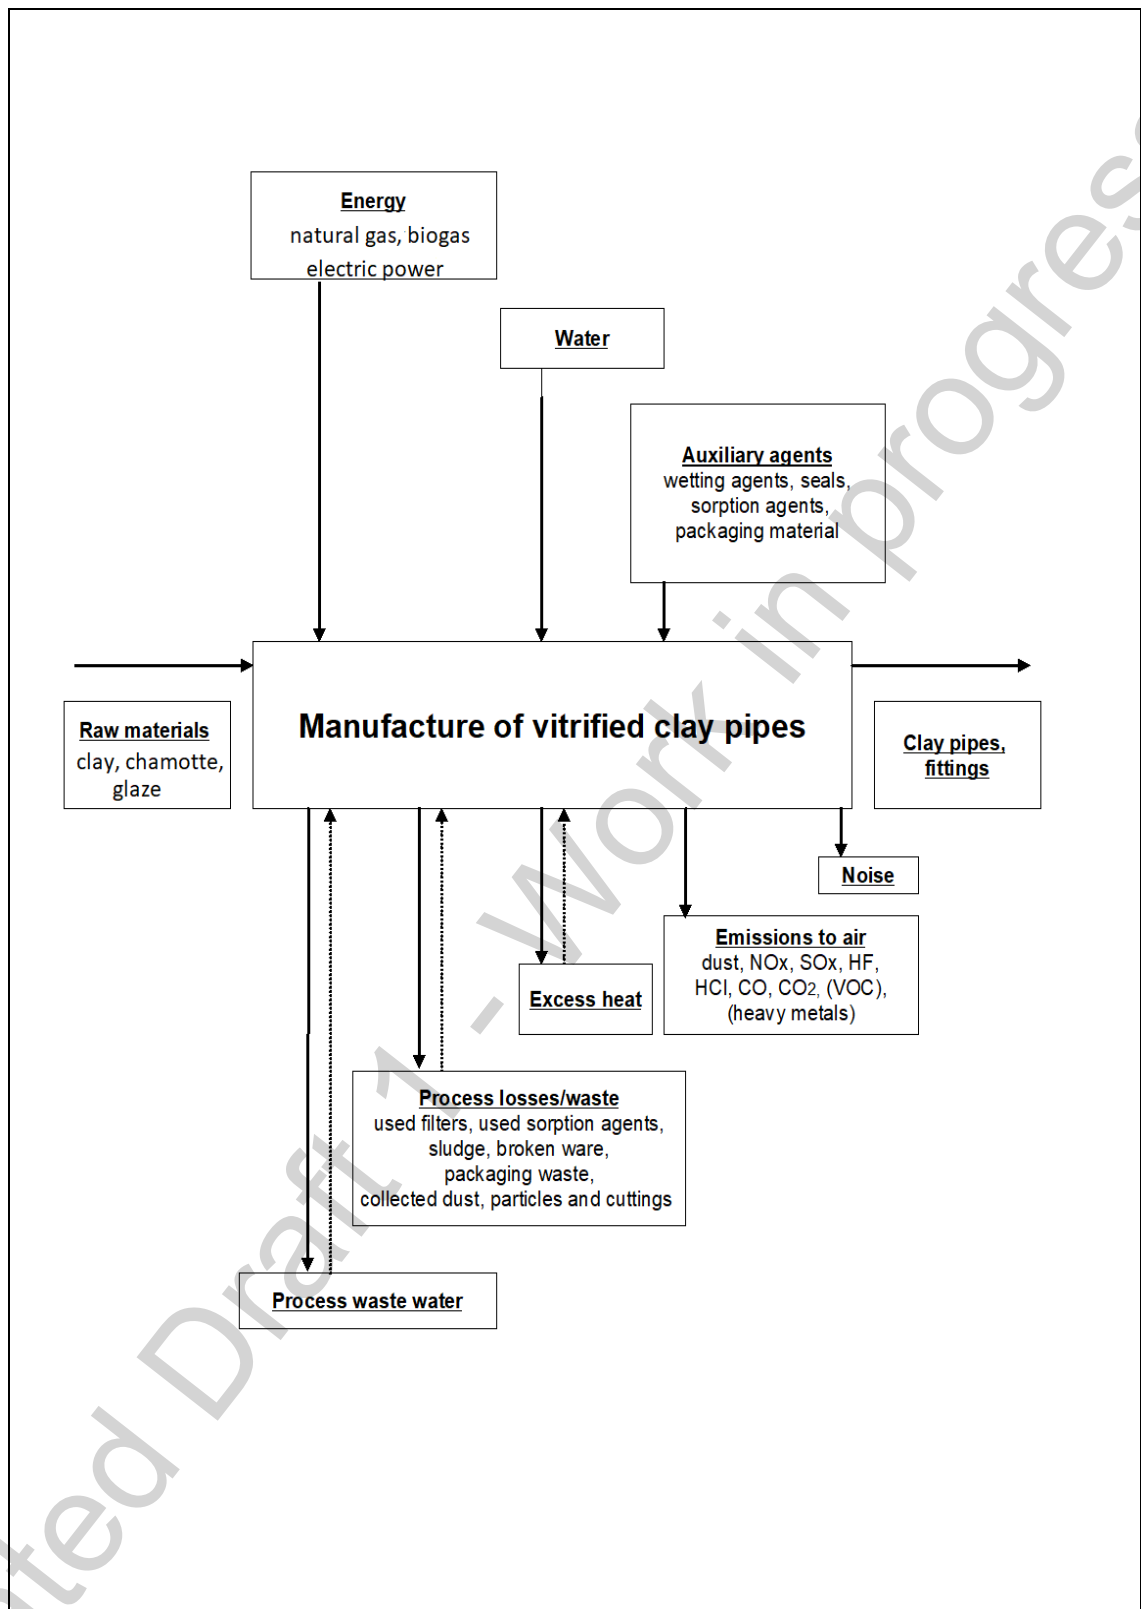 Energy
natural gas, biogas
electric power
Water
Auxiliary agents
wetting agents, seals,
sorption agents,
packaging material
Manufacture of vitrified clay pipes
Raw materials
clay, chamotte,
glaze
Clay pipes,
fittings
Noise
Emissions to air
dust, NOx, SOx, HF,
HCl, CO, CO2, (VOC),
(heavy metals)
Excess heat
Process losses/waste
used filters, used sorption agents,
sludge, broken ware,
packaging waste,
collected dust, particles and cuttings
Process waste water
Draft 1 - Work in